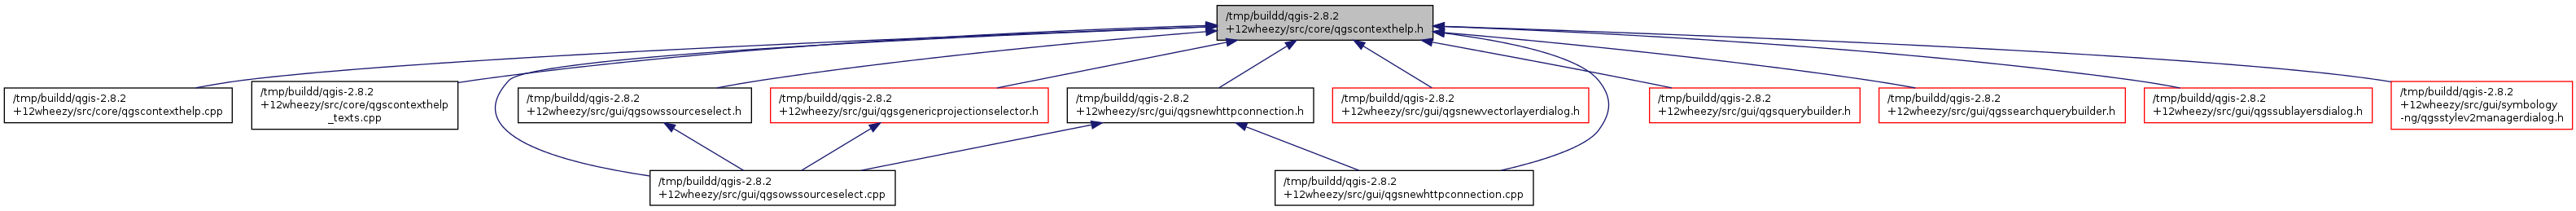 /tmp/buildd/qgis-2.8.2
+12wheezy/src/core/qgscontexthelp.h
/tmp/buildd/qgis-2.8.2
+12wheezy/src/core/qgscontexthelp.cpp
/tmp/buildd/qgis-2.8.2
+12wheezy/src/core/qgscontexthelp
_texts.cpp
/tmp/buildd/qgis-2.8.2
+12wheezy/src/gui/qgsowssourceselect.h
/tmp/buildd/qgis-2.8.2
+12wheezy/src/gui/qgsgenericprojectionselector.h
/tmp/buildd/qgis-2.8.2
+12wheezy/src/gui/qgsnewhttpconnection.h
/tmp/buildd/qgis-2.8.2
+12wheezy/src/gui/qgsnewvectorlayerdialog.h
/tmp/buildd/qgis-2.8.2
+12wheezy/src/gui/qgsquerybuilder.h
/tmp/buildd/qgis-2.8.2
+12wheezy/src/gui/qgssearchquerybuilder.h
/tmp/buildd/qgis-2.8.2
+12wheezy/src/gui/qgssublayersdialog.h
/tmp/buildd/qgis-2.8.2
+12wheezy/src/gui/symbology
-ng/qgsstylev2managerdialog.h
/tmp/buildd/qgis-2.8.2
+12wheezy/src/gui/qgsowssourceselect.cpp
/tmp/buildd/qgis-2.8.2
+12wheezy/src/gui/qgsnewhttpconnection.cpp